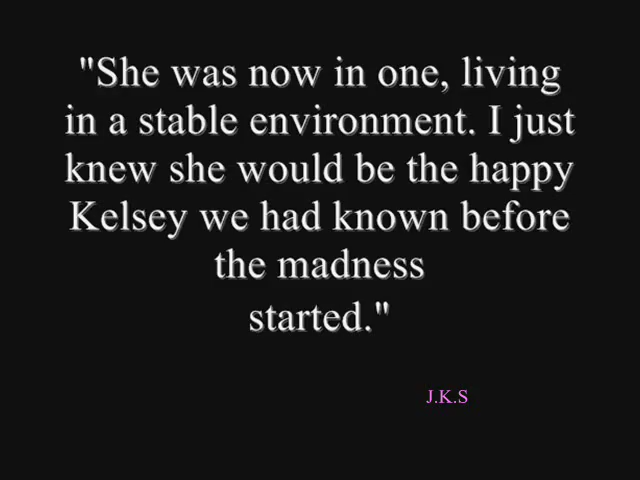 "She was now in one, living
in a stable environment. I just
knew she would be the happy
Kelsey we had known before
the madness
started."
J.K.S